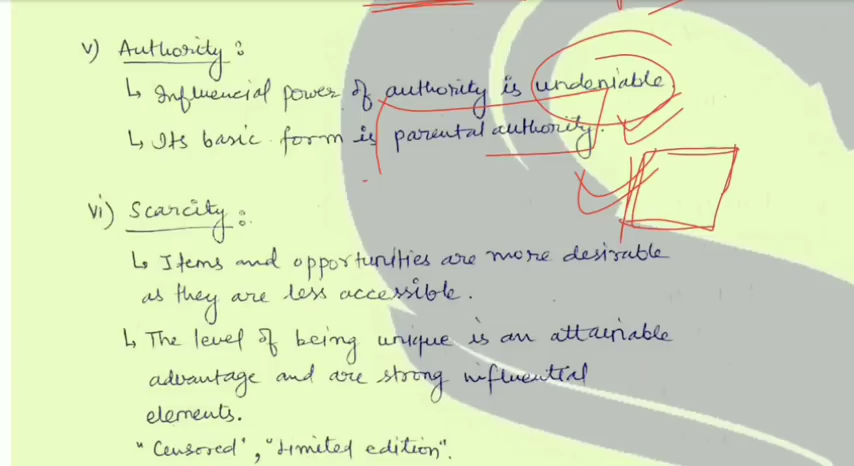 v) Authority :
↳ Influencial power of authority is undeniable
↳ Its basic form is parental authority.
vi) Scarcity :
↳ Items and opportunities are more desirable
as they are less accessible.
↳ The level of being unique is an attainable
advantage and are strong influential
elements.
"Censored", "Limited edition".